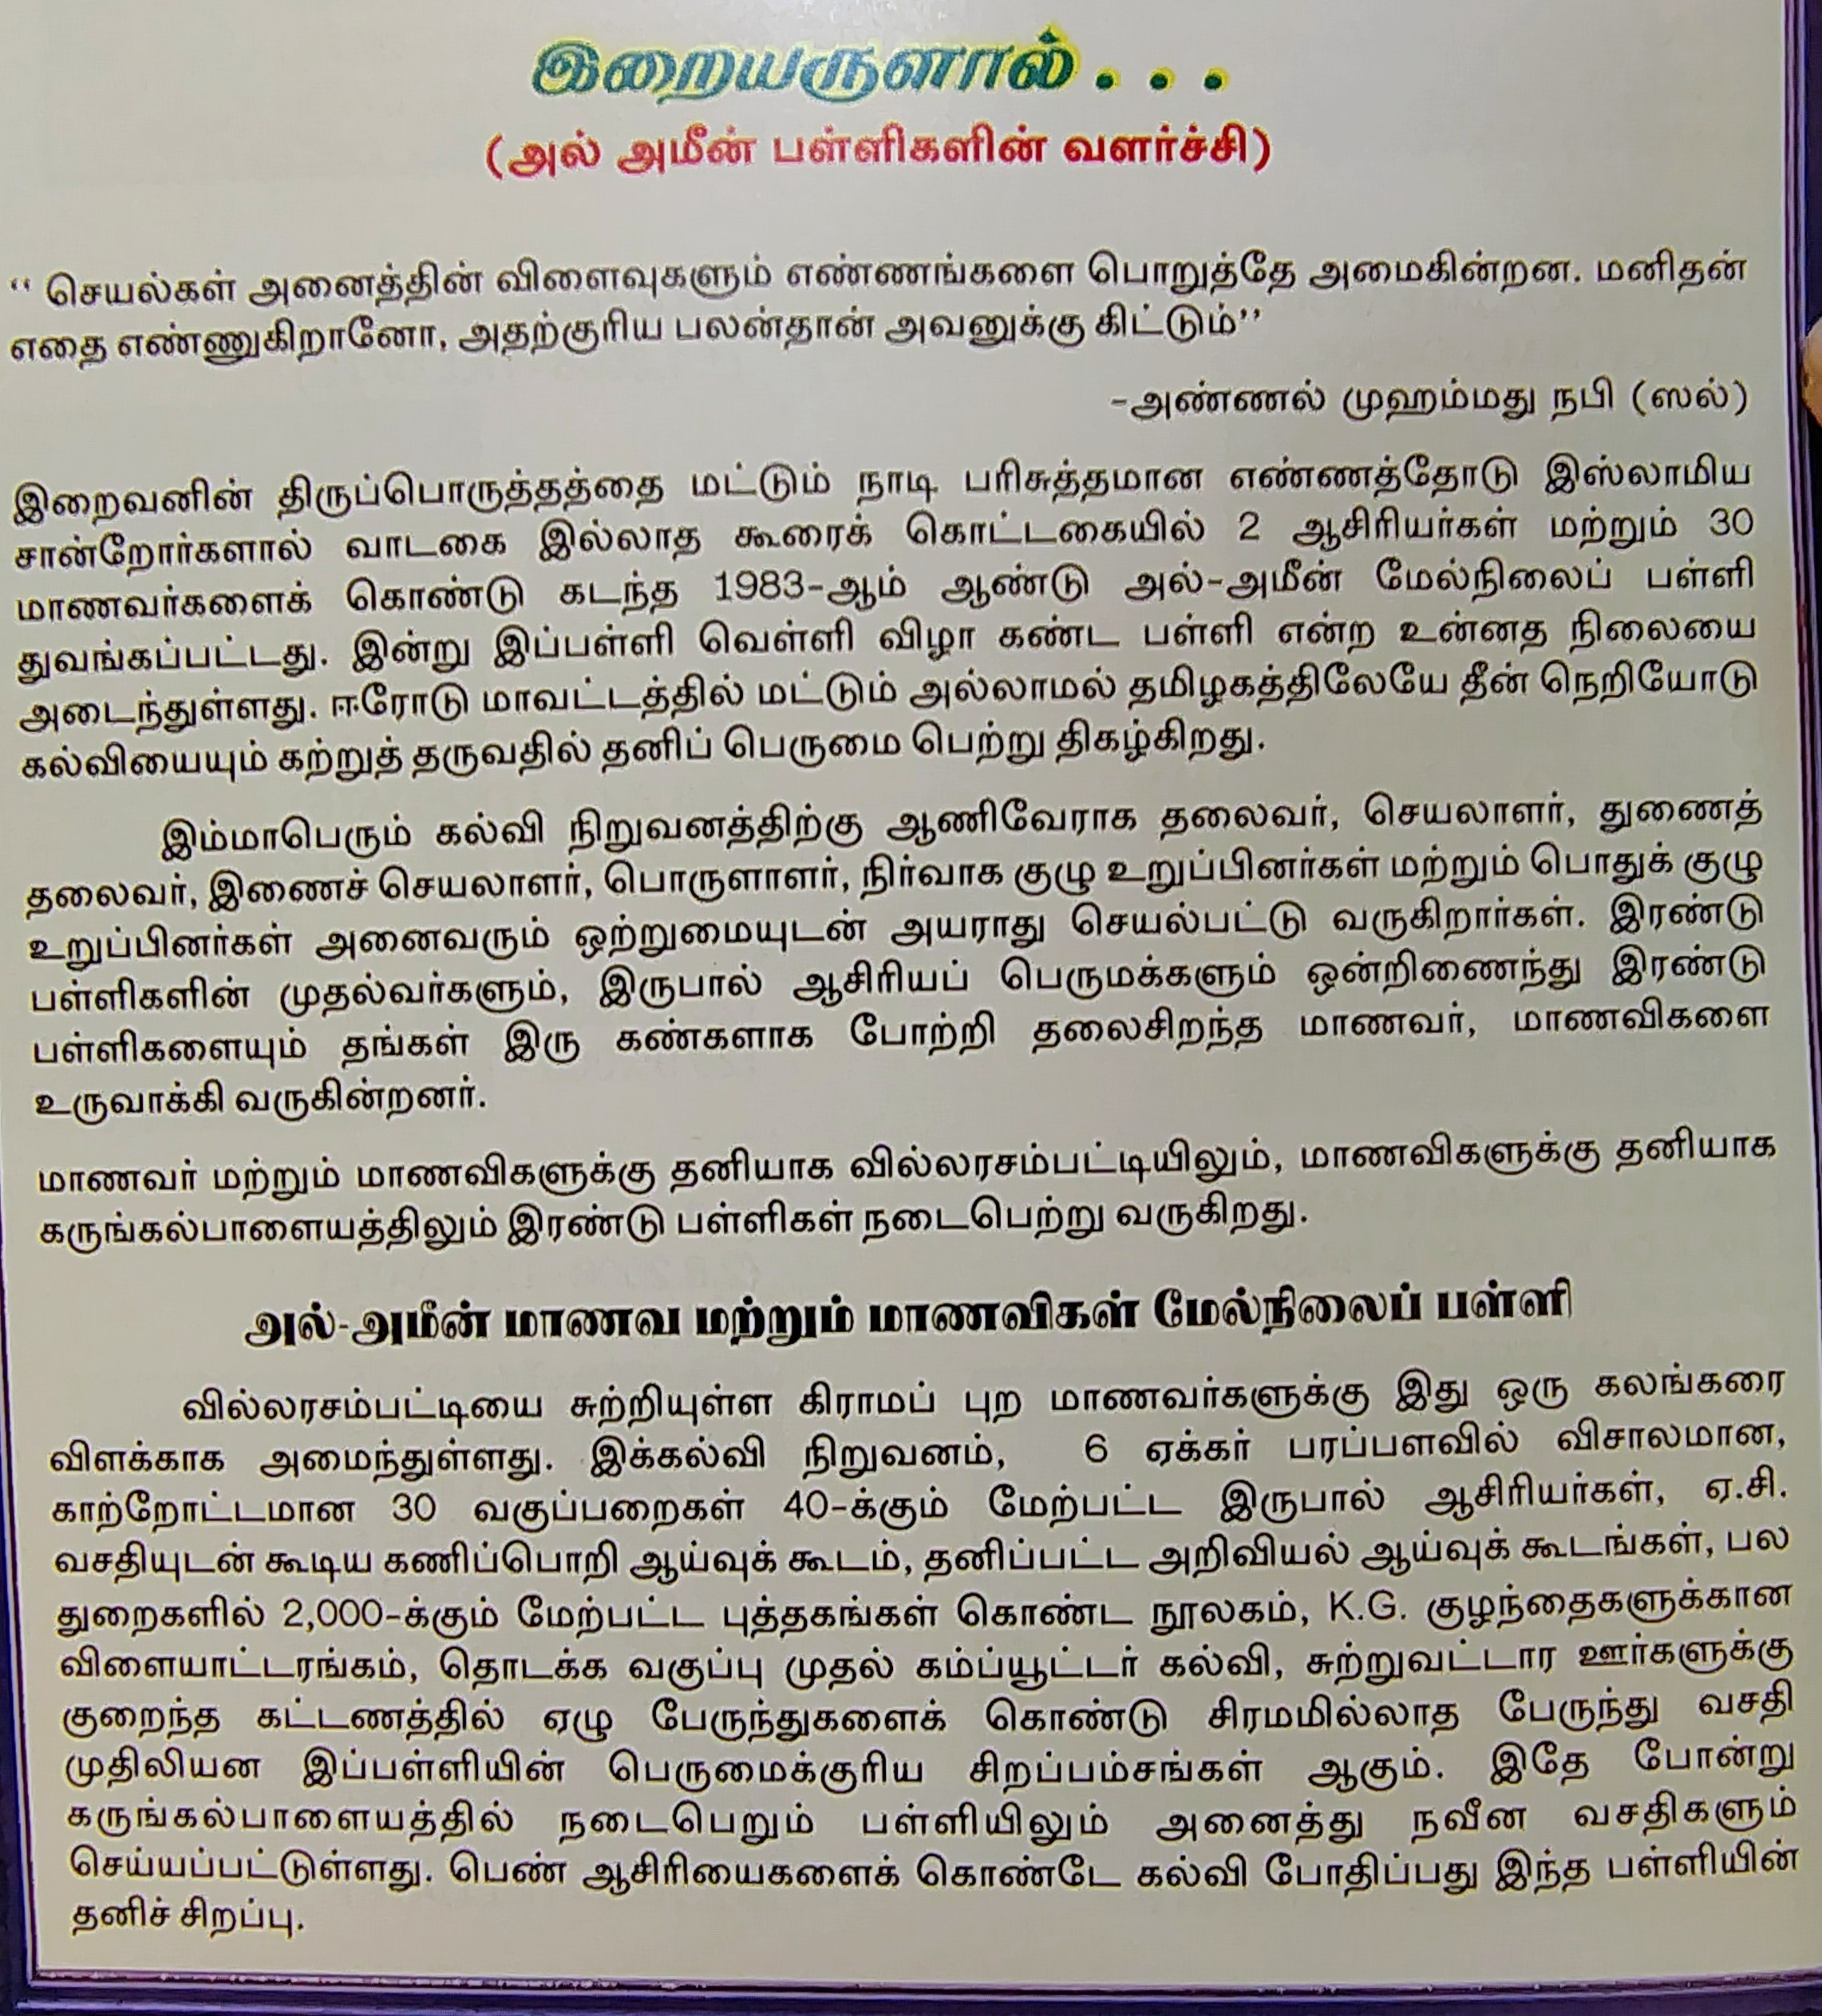 இறையருளால் . . .
(அல் அமீன் பள்ளிகளின் வளர்ச்சி)
“ செயல்கள் அனைத்தின் விளைவுகளும் எண்ணங்களை பொறுத்தே அமைகின்றன. மனிதன்
எதை எண்ணுகிறானோ, அதற்குரிய பலன்தான் அவனுக்கு கிட்டும்”
-அண்ணல் முஹம்மது நபி (ஸல்)
இறைவனின் திருப்பொருத்தத்தை மட்டும் நாடி பரிசுத்தமான எண்ணத்தோடு இஸ்லாமிய
சான்றோர்களால் வாடகை இல்லாத கூரைக் கொட்டகையில் 2 ஆசிரியர்கள் மற்றும் 30
மாணவர்களைக் கொண்டு கடந்த 1983-ஆம் ஆண்டு அல்-அமீன் மேல்நிலைப் பள்ளி
துவங்கப்பட்டது. இன்று இப்பள்ளி வெள்ளி விழா கண்ட பள்ளி என்ற உன்னத நிலையை
அடைந்துள்ளது. ஈரோடு மாவட்டத்தில் மட்டும் அல்லாமல் தமிழகத்திலேயே தீன் நெறியோடு
கல்வியையும் கற்றுத் தருவதில் தனிப் பெருமை பெற்று திகழ்கிறது.
இம்மாபெரும் கல்வி நிறுவனத்திற்கு ஆணிவேராக தலைவர், செயலாளர், துணைத்
தலைவர், இணைச் செயலாளர், பொருளாளர், நிர்வாக குழு உறுப்பினர்கள் மற்றும் பொதுக் குழு
உறுப்பினர்கள் அனைவரும் ஒற்றுமையுடன் அயராது செயல்பட்டு வருகிறார்கள். இரண்டு
பள்ளிகளின் முதல்வர்களும், இருபால் ஆசிரியப் பெருமக்களும் ஒன்றிணைந்து இரண்டு
பள்ளிகளையும் தங்கள் இரு கண்களாக போற்றி தலைசிறந்த மாணவர், மாணவிகளை
உருவாக்கி வருகின்றனர்.
மாணவர் மற்றும் மாணவிகளுக்கு தனியாக வில்லரசம்பட்டியிலும், மாணவிகளுக்கு தனியாக
கருங்கல்பாளையத்திலும் இரண்டு பள்ளிகள் நடைபெற்று வருகிறது.
அல்-அமீன் மாணவ மற்றும் மாணவிகள் மேல்நிலைப் பள்ளி
வில்லரசம்பட்டியை சுற்றியுள்ள கிராமப் புற மாணவர்களுக்கு இது ஒரு கலங்கரை
விளக்காக அமைந்துள்ளது. இக்கல்வி நிறுவனம், 6 ஏக்கர் பரப்பளவில் விசாலமான,
காற்றோட்டமான 30 வகுப்பறைகள் 40-க்கும் மேற்பட்ட இருபால் ஆசிரியர்கள், ஏ.சி.
வசதியுடன் கூடிய கணிப்பொறி ஆய்வுக் கூடம், தனிப்பட்ட அறிவியல் ஆய்வுக் கூடங்கள், பல
துறைகளில் 2,000-க்கும் மேற்பட்ட புத்தகங்கள் கொண்ட நூலகம், K.G. குழந்தைகளுக்கான
விளையாட்டரங்கம், தொடக்க வகுப்பு முதல் கம்ப்யூட்டர் கல்வி, சுற்றுவட்டார ஊர்களுக்கு
குறைந்த கட்டணத்தில் ஏழு பேருந்துகளைக் கொண்டு சிரமமில்லாத பேருந்து வசதி
முதிலியன இப்பள்ளியின் பெருமைக்குரிய சிறப்பம்சங்கள் ஆகும். இதே போன்று
கருங்கல்பாளையத்தில் நடைபெறும் பள்ளியிலும் அனைத்து நவீன வசதிகளும்
செய்யப்பட்டுள்ளது. பெண் ஆசிரியைகளைக் கொண்டே கல்வி போதிப்பது இந்த பள்ளியின்
தனிச் சிறப்பு.